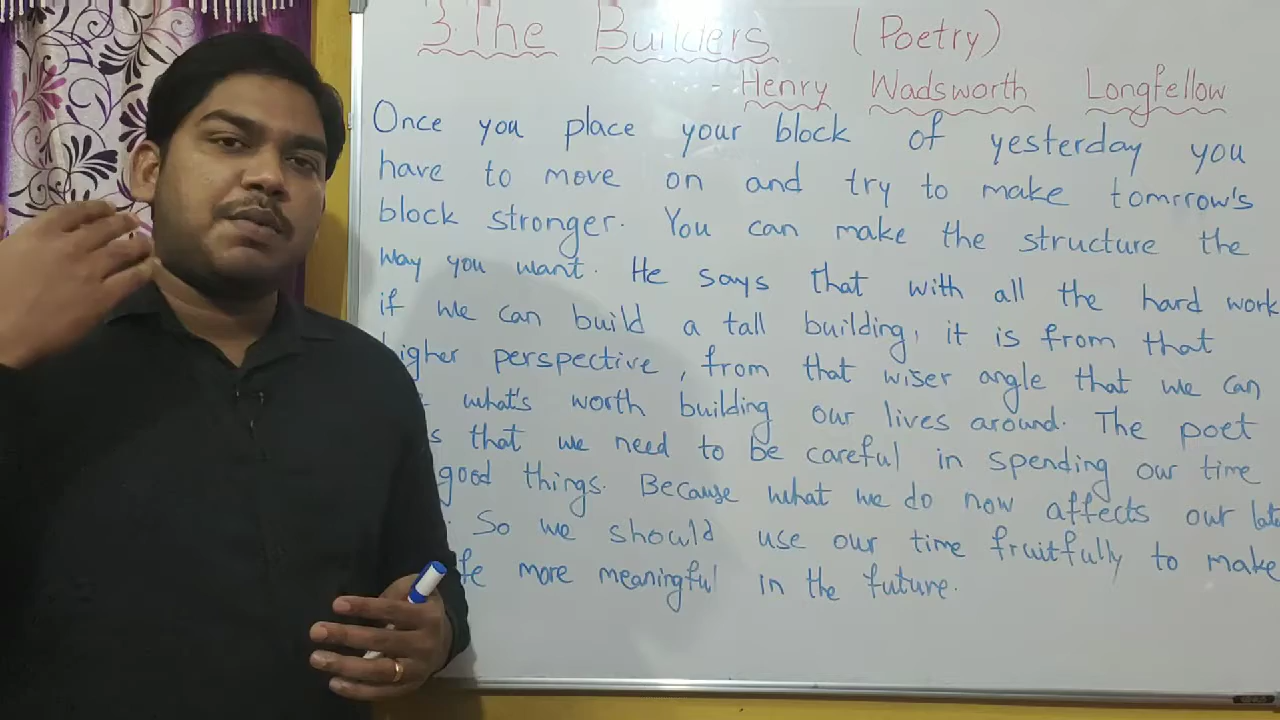 3. The Builders (Poetry)
- Henry Wadsworth Longfellow
Once you place your block of yesterday you
have to move on and try to make tomrrow's
block stronger. You can make the structure the
way you want. He says that with all the hard work
if we can build a tall building, it is from that
higher perspective, from that wiser angle that we can
what's worth building our lives around. The poet
that we need to be careful in spending our time
good things. Because what we do now affects our
So we should use our time fruitfully to make
more meaningful in the future.